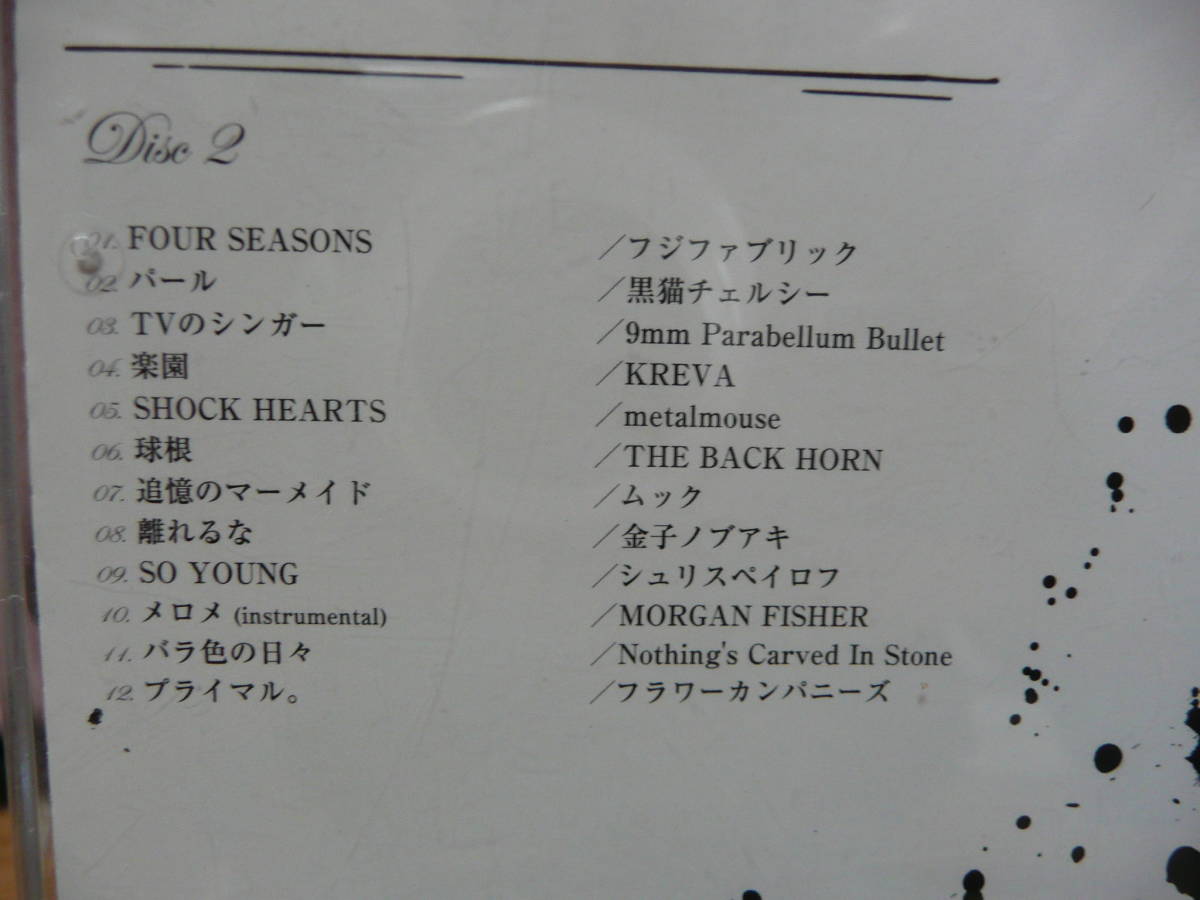 Disc 2
01. FOUR SEASONS ／フジファブリック
02. パール ／黒猫チェルシー
03. TVのシンガー ／9mm Parabellum Bullet
04. 楽園 ／KREVA
05. SHOCK HEARTS ／metalmouse
06. 球根 ／THE BACK HORN
07. 追憶のマーメイド ／ムック
08. 離れるな ／金子ノブアキ
09. SO YOUNG ／シュリスペイロフ
10. メロメ (instrumental) ／MORGAN FISHER
11. バラ色の日々 ／Nothing's Carved In Stone
12. プライマル。 ／フラワーカンパニーズ